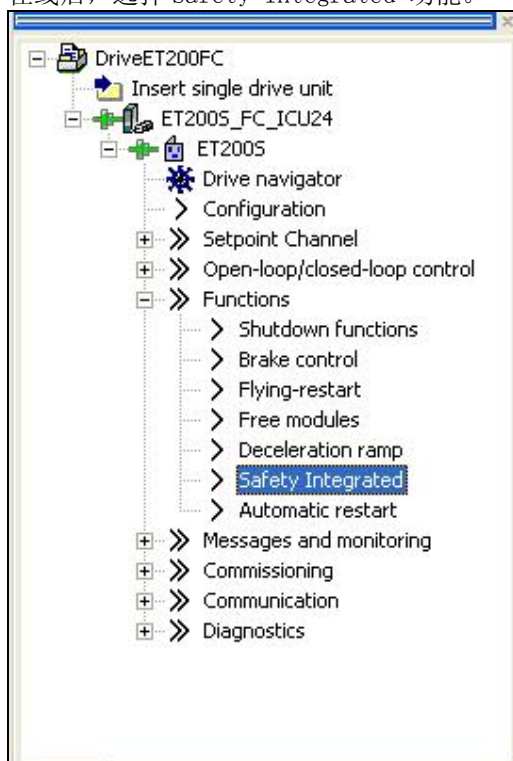 在线后，选择 Safety Integrated 功能。
DriveET200FC
Insert single drive unit
ET200S_FC_ICU24
ET200S
Drive navigator
Configuration
Setpoint Channel
Open-loop/closed-loop control
Functions
Shutdown functions
Brake control
Flying-restart
Free modules
Deceleration ramp
Safety Integrated
Automatic restart
Messages and monitoring
Commissioning
Communication
Diagnostics